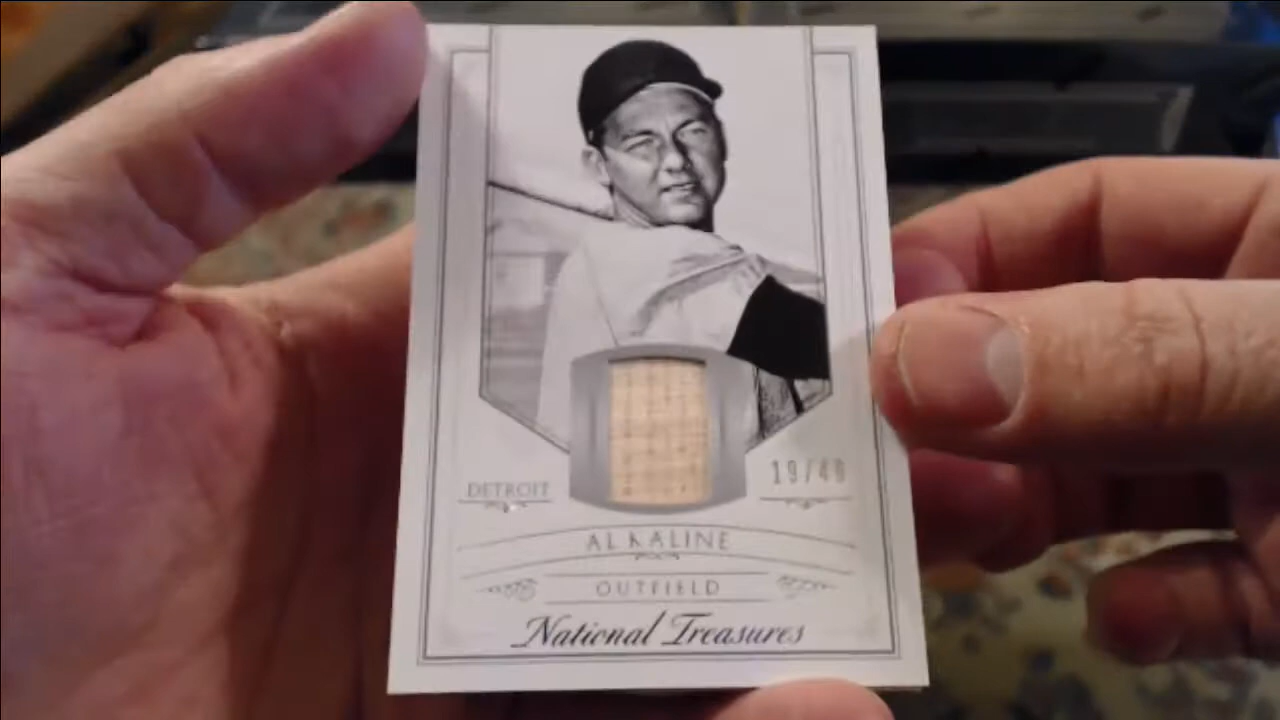 DETROIT
19/49
AL KALINE
OUTFIELD
National Treasures